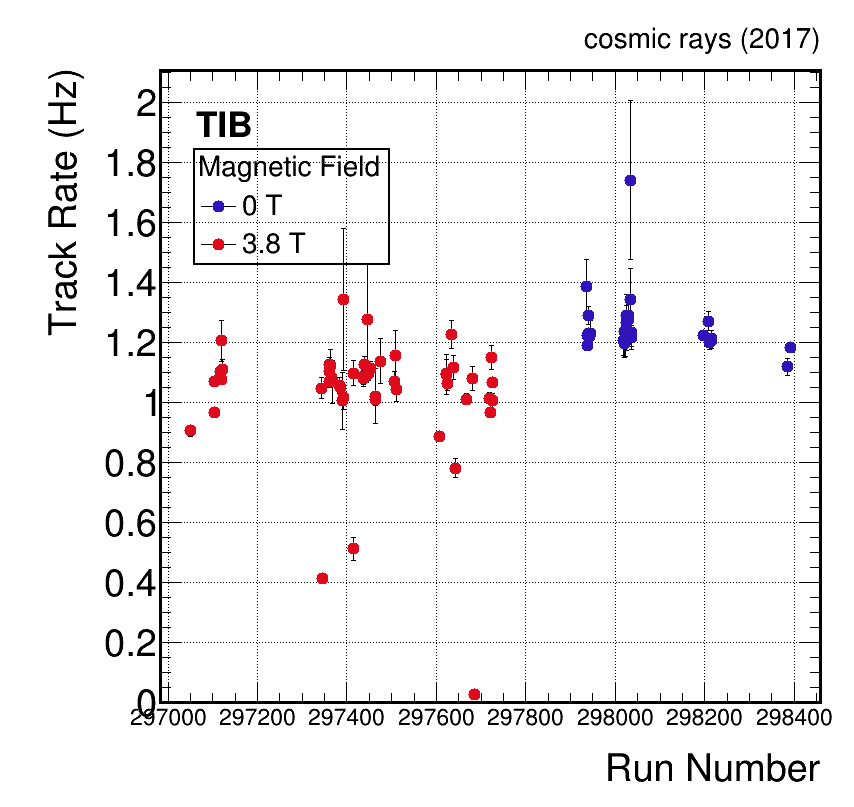 cosmic rays (2017)
Track Rate (Hz)
2
1.8
1.6
1.4
1.2
1
0.8
0.6
0.4
0.2
0
TIB
Magnetic Field
0 T
3.8 T
297000 297200 297400 297600 297800 298000 298200 298400
Run Number